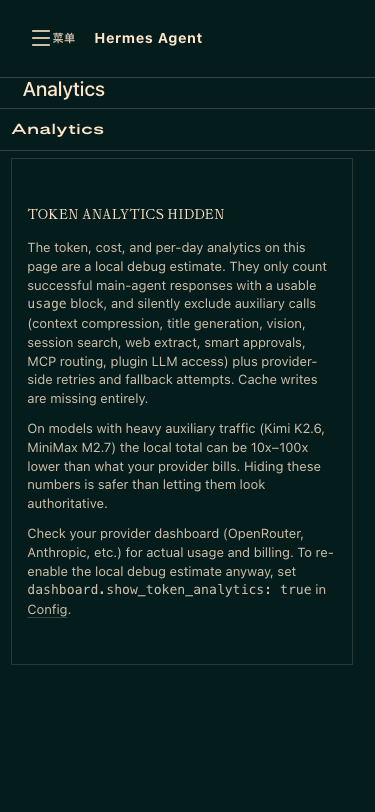 菜单 Hermes Agent
Analytics
Analytics
TOKEN ANALYTICS HIDDEN
The token, cost, and per-day analytics on this
page are a local debug estimate. They only count
successful main-agent responses with a usable
usage block, and silently exclude auxiliary calls
(context compression, title generation, vision,
session search, web extract, smart approvals,
MCP routing, plugin LLM access) plus provider-
side retries and fallback attempts. Cache writes
are missing entirely.
On models with heavy auxiliary traffic (Kimi K2.6,
MiniMax M2.7) the local total can be 10x–100x
lower than what your provider bills. Hiding these
numbers is safer than letting them look
authoritative.
Check your provider dashboard (OpenRouter,
Anthropic, etc.) for actual usage and billing. To re-
enable the local debug estimate anyway, set
dashboard.show_token_analytics: true in
Config.